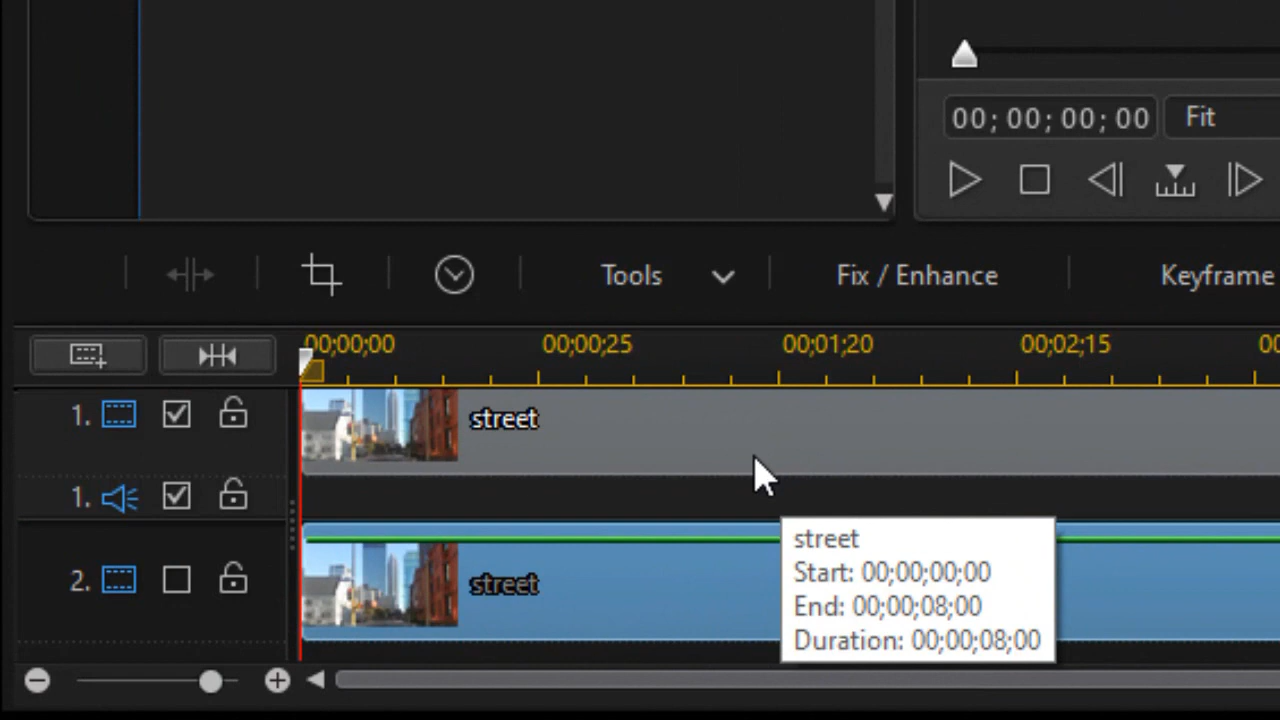 00; 00; 00; 00
Fit
Tools
Fix / Enhance
Keyframe
00;00;00
00;00;25
00;01;20
00;02;15
00
1.
street
1.
2.
street
street
Start: 00;00;00;00
End: 00;00;08;00
Duration: 00;00;08;00